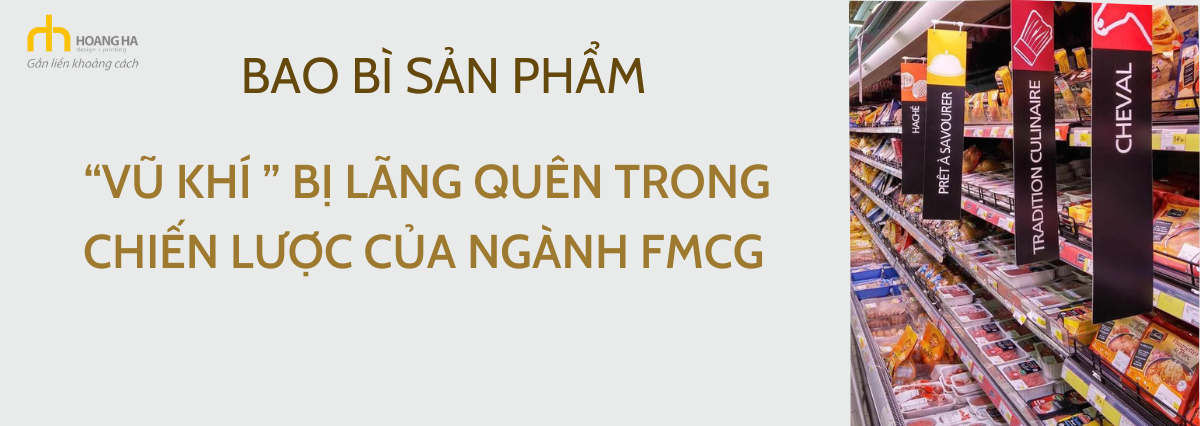 HOANG HA
design & printing
Gắn liền khoảng cách
BAO BÌ SẢN PHẨM
“VŨ KHÍ ” BỊ LÃNG QUÊN TRONG
CHIẾN LƯỢC CỦA NGÀNH FMCG
HACHÉ
PRÊT À SAVOURER
TRADITION CULINAIRE
CHEVAL